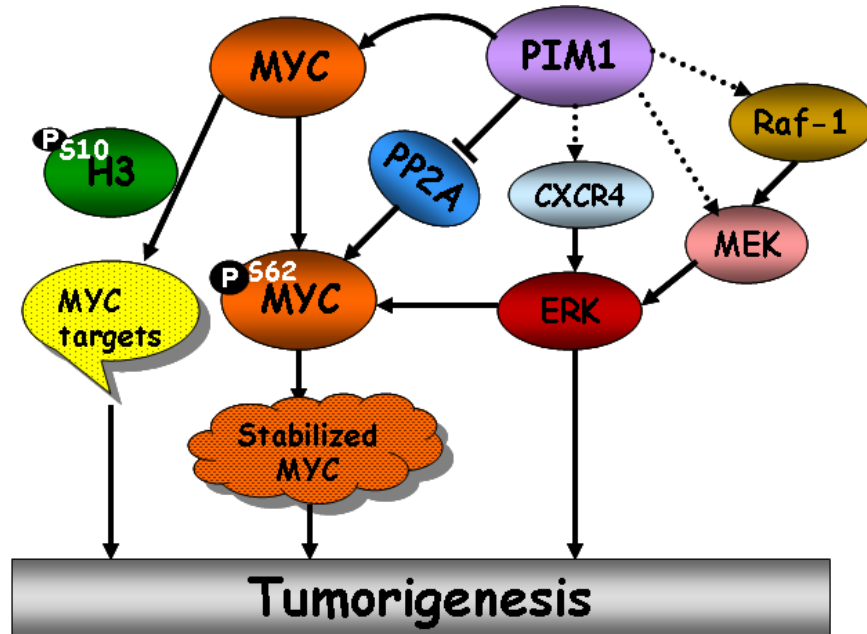 MYC
PIM1
Raf-1
P
S10
H3
PP2A
CXCR4
MEK
P
S62
MYC
ERK
MYC
targets
Stabilized
MYC
Tumorigenesis